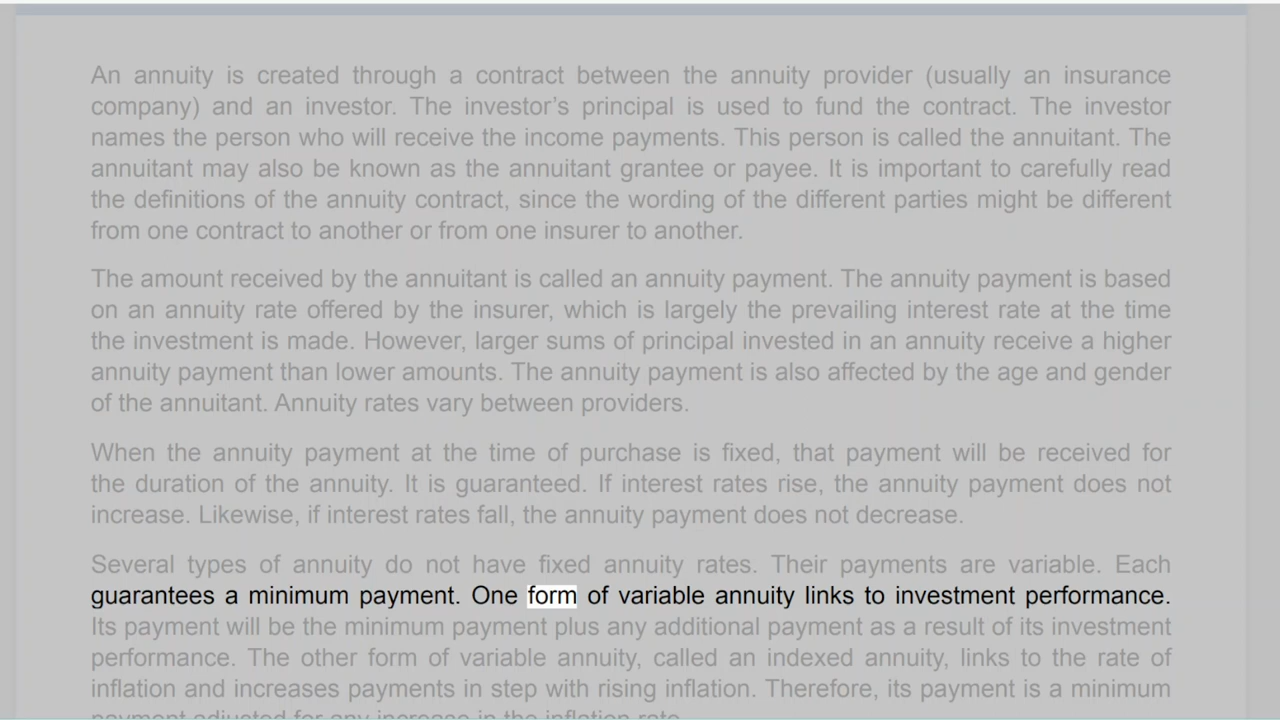 An annuity is created through a contract between the annuity provider (usually an insurance
company) and an investor. The investor’s principal is used to fund the contract. The investor
names the person who will receive the income payments. This person is called the annuitant. The
annuitant may also be known as the annuitant grantee or payee. It is important to carefully read
the definitions of the annuity contract, since the wording of the different parties might be different
from one contract to another or from one insurer to another.
The amount received by the annuitant is called an annuity payment. The annuity payment is based
on an annuity rate offered by the insurer, which is largely the prevailing interest rate at the time
the investment is made. However, larger sums of principal invested in an annuity receive a higher
annuity payment than lower amounts. The annuity payment is also affected by the age and gender
of the annuitant. Annuity rates vary between providers.
When the annuity payment at the time of purchase is fixed, that payment will be received for
the duration of the annuity. It is guaranteed. If interest rates rise, the annuity payment does not
increase. Likewise, if interest rates fall, the annuity payment does not decrease.
Several types of annuity do not have fixed annuity rates. Their payments are variable. Each
guarantees a minimum payment. One form of variable annuity links to investment performance.
Its payment will be the minimum payment plus any additional payment as a result of its investment
performance. The other form of variable annuity, called an indexed annuity, links to the rate of
inflation and increases payments in step with rising inflation. Therefore, its payment is a minimum
payment adjusted for any increase in the inflation rate.